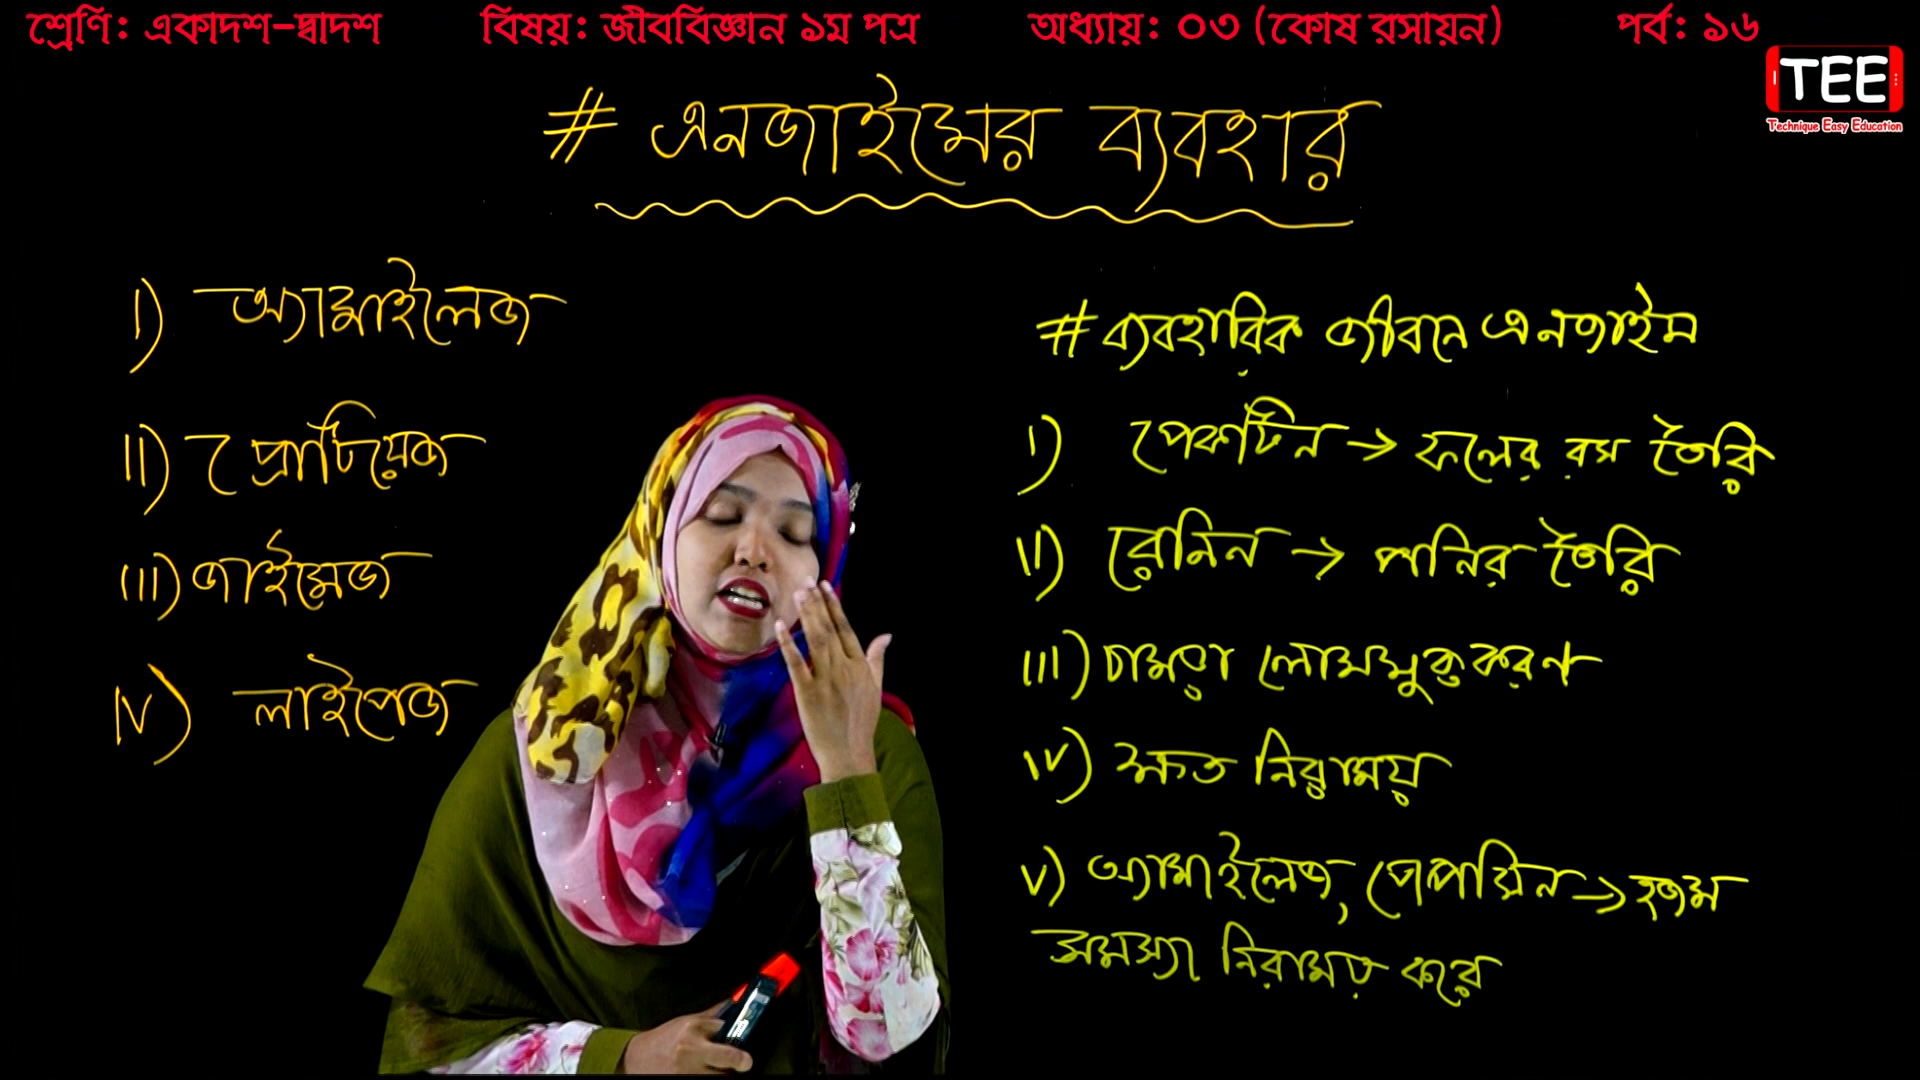 শ্রেণি: একাদশ-দ্বাদশ বিষয়: জীববিজ্ঞান ১ম পত্র অধ্যায়: ০৩ (কোষ রসায়ন) পর্ব: ১৬
TEE
Technique Easy Education
# এনজাইমের ব্যবহার
I) অ্যামাইলেজ
II) প্রোটিয়েজ
III) জাইমেজ
IV) লাইপেজ
# ব্যবহারিক জীবনে এনজাইম
I) পেকটিন → ফলের রস তৈরি
II) রেনিন → পনির তৈরি
III) চামড়া লোমমুক্তকরণ
IV) ক্ষত নিরাময়
V) অ্যামাইলেজ, পেপায়িন → হজম
সমস্যা নিরাময় করে